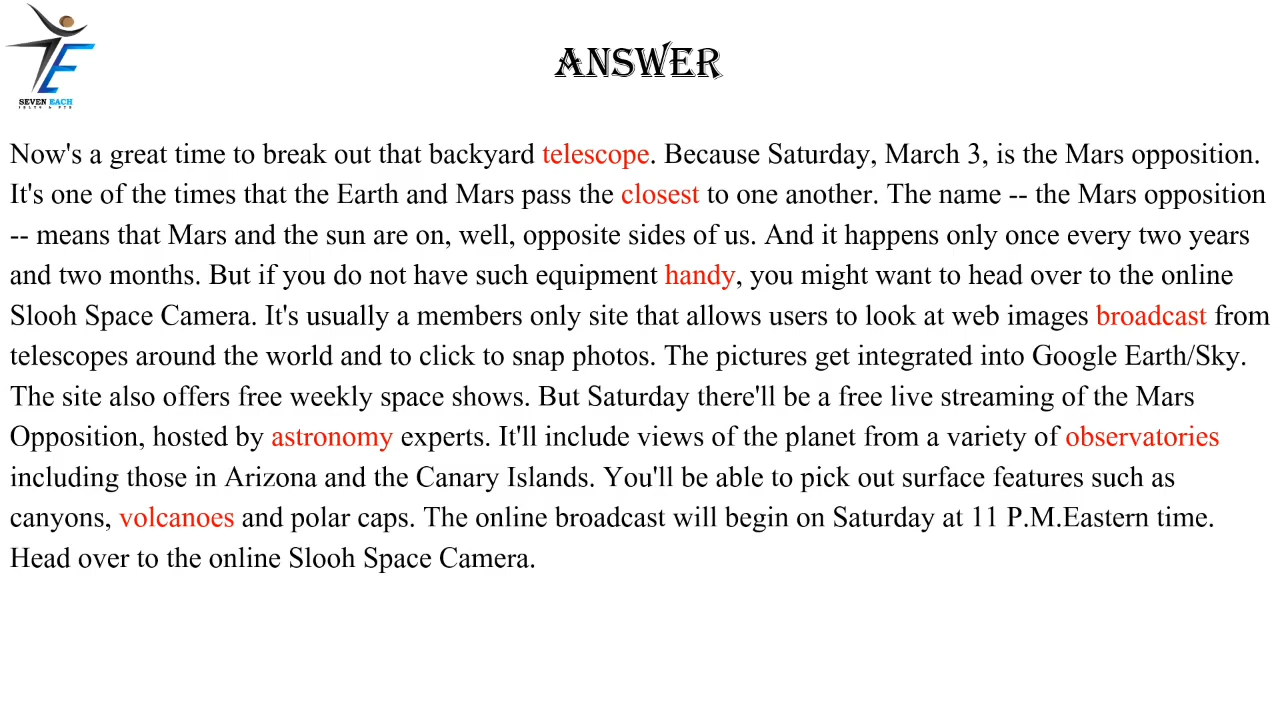 ANSWER
SEVEN EACH
IELTS & PTE
Now's a great time to break out that backyard telescope. Because Saturday, March 3, is the Mars opposition.
It's one of the times that the Earth and Mars pass the closest to one another. The name -- the Mars opposition
-- means that Mars and the sun are on, well, opposite sides of us. And it happens only once every two years
and two months. But if you do not have such equipment handy, you might want to head over to the online
Slooh Space Camera. It's usually a members only site that allows users to look at web images broadcast from
telescopes around the world and to click to snap photos. The pictures get integrated into Google Earth/Sky.
The site also offers free weekly space shows. But Saturday there'll be a free live streaming of the Mars
Opposition, hosted by astronomy experts. It'll include views of the planet from a variety of observatories
including those in Arizona and the Canary Islands. You'll be able to pick out surface features such as
canyons, volcanoes and polar caps. The online broadcast will begin on Saturday at 11 P.M.Eastern time.
Head over to the online Slooh Space Camera.